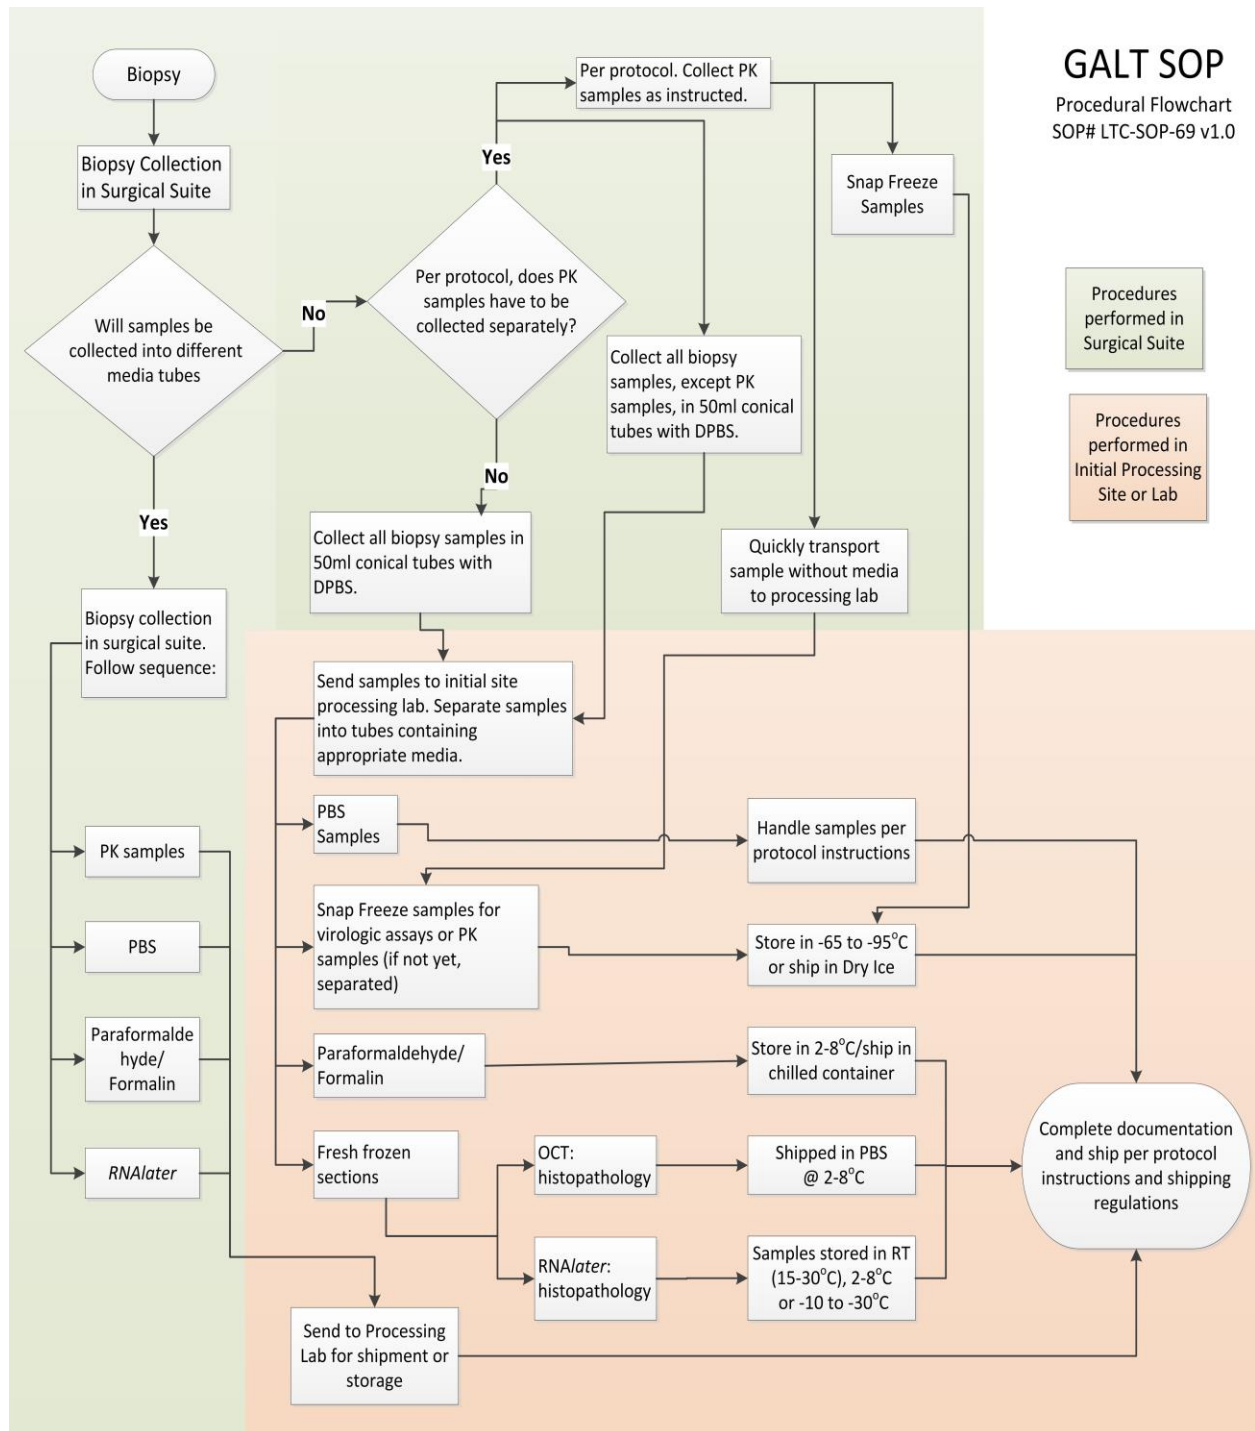 GALT SOP
Procedural Flowchart
SOP# LTC-SOP-69 v1.0
Biopsy
Biopsy Collection
in Surgical Suite
Will samples be
collected into different
media tubes
No
Yes
Per protocol, does PK
samples have to be
collected separately?
Yes
No
Per protocol. Collect PK
samples as instructed.
Snap Freeze
Samples
Procedures
performed in
Surgical Suite
Procedures
performed in
Initial Processing
Site or Lab
Collect all biopsy
samples, except PK
samples, in 50ml conical
tubes with DPBS.
Collect all biopsy samples in
50ml conical tubes with
DPBS.
Quickly transport
sample without media
to processing lab
Biopsy collection
in surgical suite.
Follow sequence:
Send samples to initial site
processing lab. Separate samples
into tubes containing
appropriate media.
PK samples
PBS
Paraformalde
hyde/
Formalin
RNAlater
PBS
Samples
Handle samples per
protocol instructions
Snap Freeze samples for
virologic assays or PK
samples (if not yet,
separated)
Store in -65 to -95°C
or ship in Dry Ice
Paraformaldehyde/
Formalin
Store in 2-8°C/ship in
chilled container
Fresh frozen
sections
OCT:
histopathology
Shipped in PBS
@ 2-8°C
RNAlater:
histopathology
Samples stored in RT
(15-30°C), 2-8°C
or -10 to -30°C
Complete documentation
and ship per protocol
instructions and shipping
regulations
Send to Processing
Lab for shipment or
storage